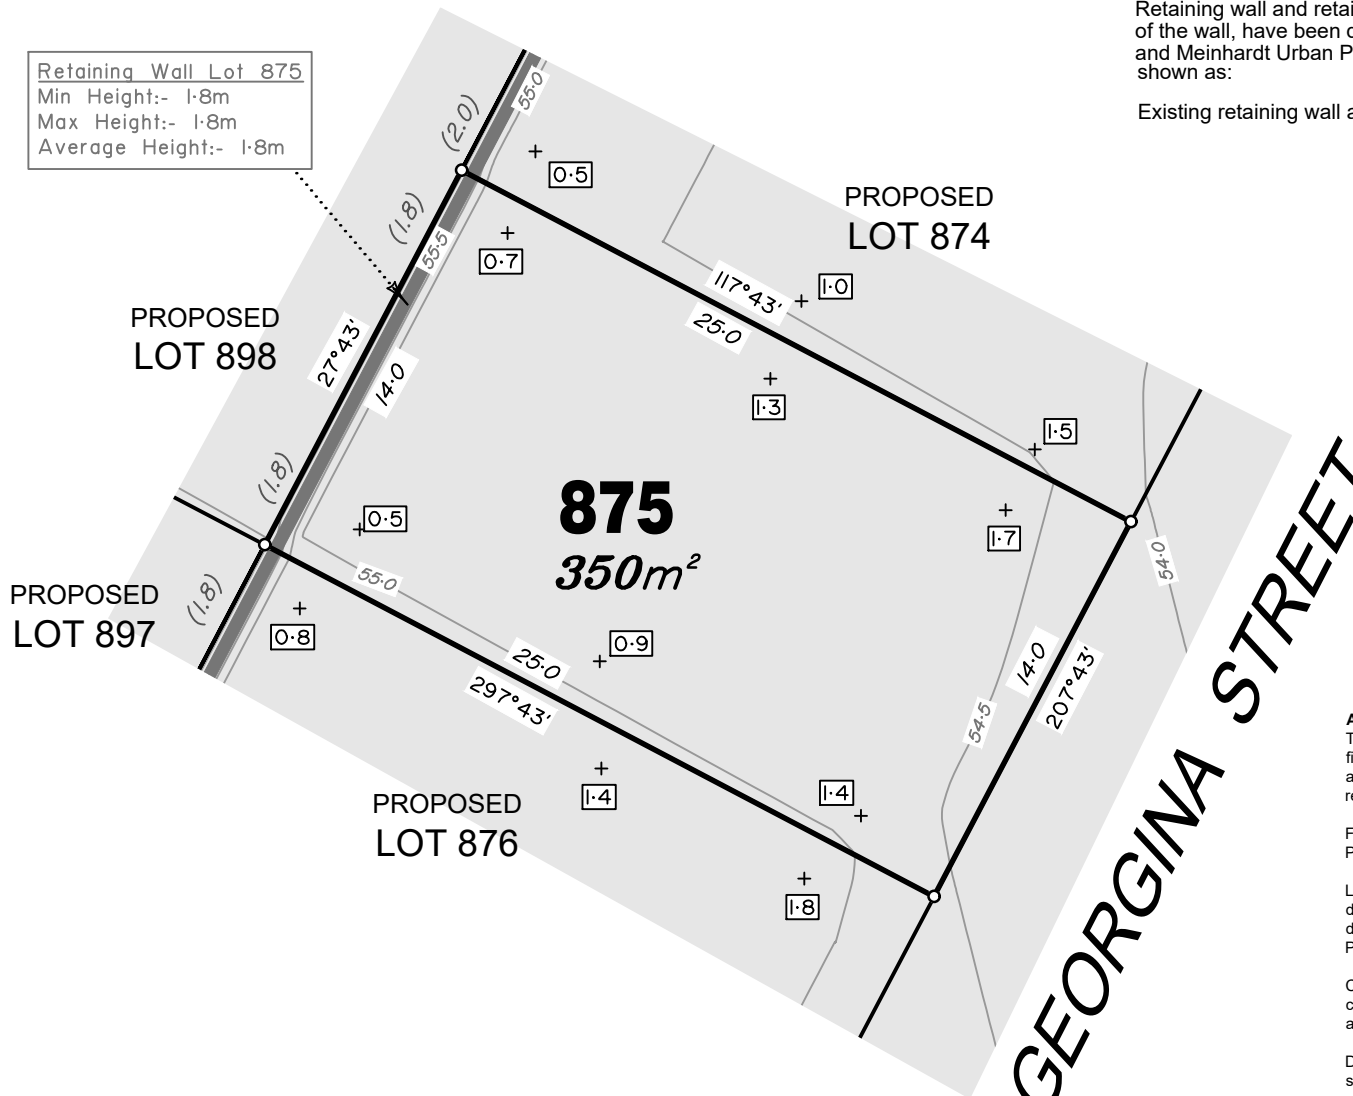 Retaining wall and retai
of the wall, have been
and Meinhardt Urban P
shown as:
Existing retaining wall a
Retaining Wall Lot 875
Min Height:- 1·8m
Max Height:- 1·8m
Average Height:- 1·8m
55·0
(2.0)
0·5
PROPOSED
LOT 874
(1.8)
55·5
0·7
117°43'
1·0
25·0
PROPOSED
LOT 898
27°43'
14·0
1·3
1·5
(1.8)
0·5
875
350m²
1·7
54·0
55·0
PROPOSED
LOT 897
(1.8)
0·8
25·0
297°43'
0·9
14·0
207°43'
54·5
GEORGINA STREET
PROPOSED
LOT 876
1·4
1·4
1·8